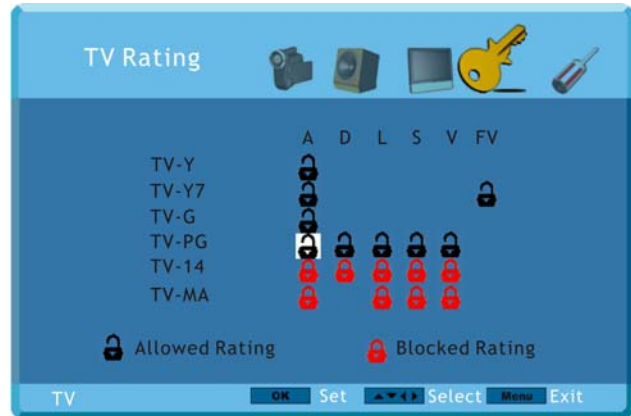 TV Rating
A D L S V FV
TV-Y
TV-Y7
TV-G
TV-PG
TV-14
TV-MA
Allowed Rating Blocked Rating
TV OK Set Select Menu Exit